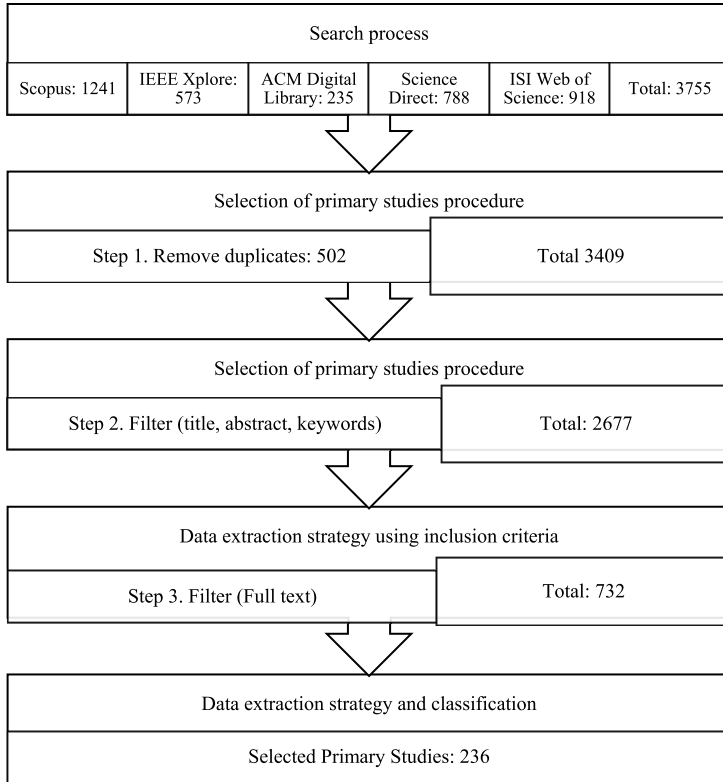 Search process
Scopus: 1241
IEEE Xplore:
573
ACM Digital
Library: 235
Science
Direct: 788
ISI Web of
Science: 918
Total: 3755
Selection of primary studies procedure
Step 1. Remove duplicates: 502
Total 3409
Selection of primary studies procedure
Step 2. Filter (title, abstract, keywords)
Total: 2677
Data extraction strategy using inclusion criteria
Step 3. Filter (Full text)
Total: 732
Data extraction strategy and classification
Selected Primary Studies: 236